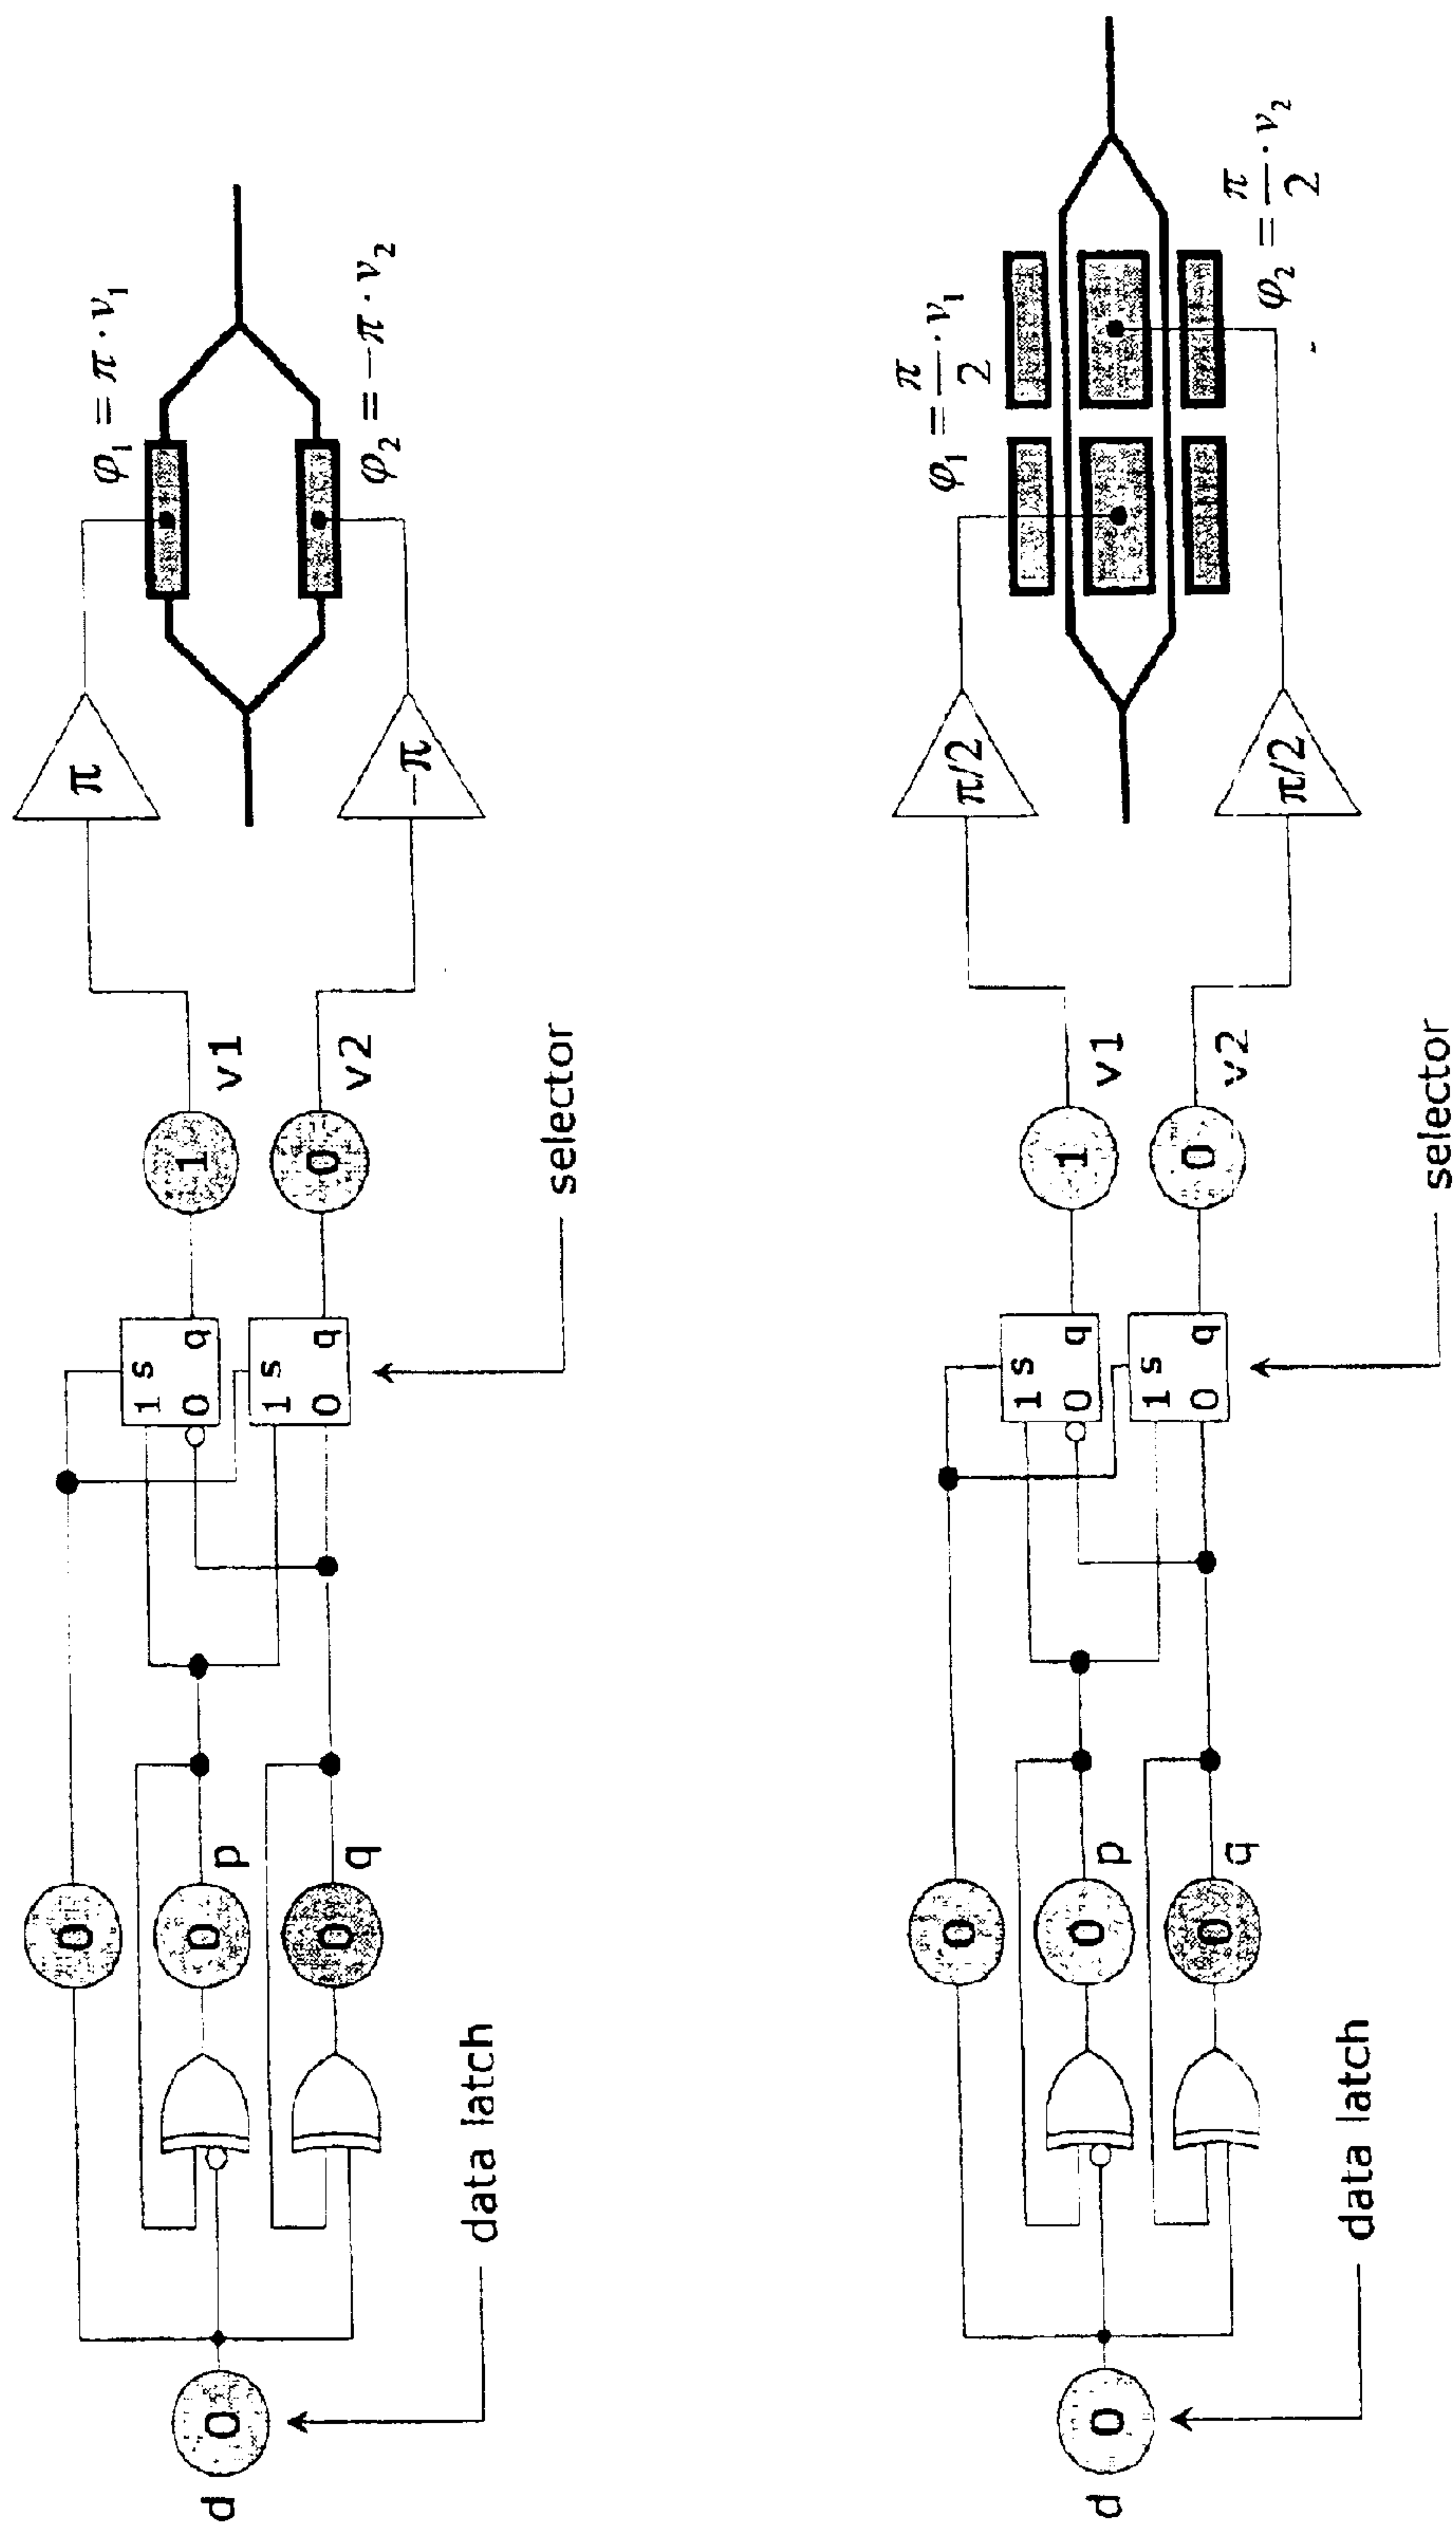 d
0
data latch
0
0
p
0
q
1 s
0 q
1 s
0 q
selector
1
v1
0
v2
π
-π
φ₁ = π · v₁
φ₂ = −π · v₂
d
0
data latch
0
0
p
0
q
1 s
0 q
1 s
0 q
selector
1
v1
0
v2
π/2
π/2
φ₁ = π/2 · v₁
φ₂ = π/2 · v₂